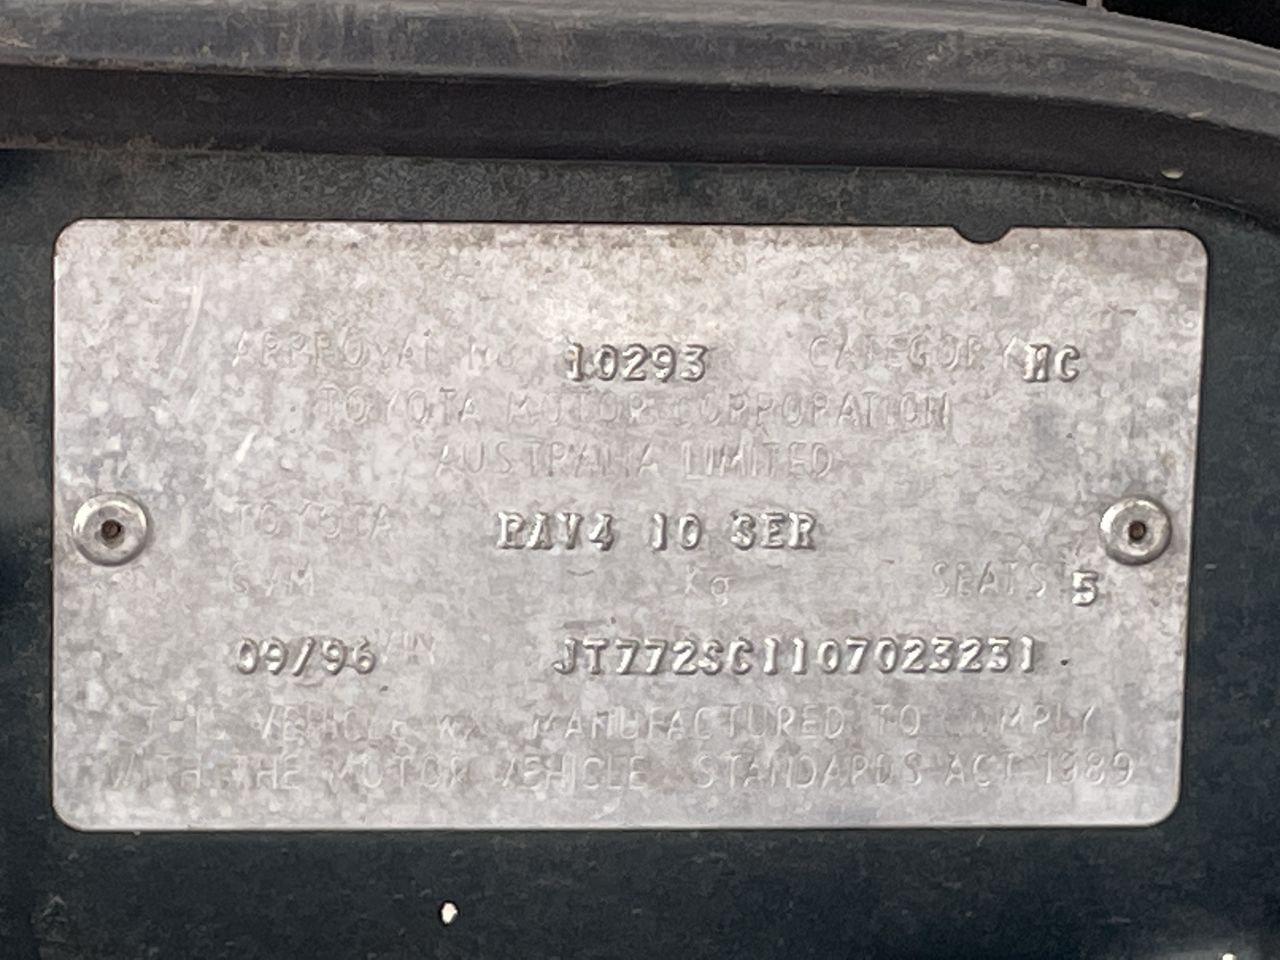 APPROVAL No 10293 CATEGORY MC
TOYOTA MOTOR CORPORATION
AUSTRALIA LIMITED
TOYOTA RAV4 10 SER
GVM Kg SEATS 5
09/96 VIN JT772SC1107023231
THIS VEHICLE WAS MANUFACTURED TO COMPLY
WITH THE MOTOR VEHICLE STANDARDS ACT 1989